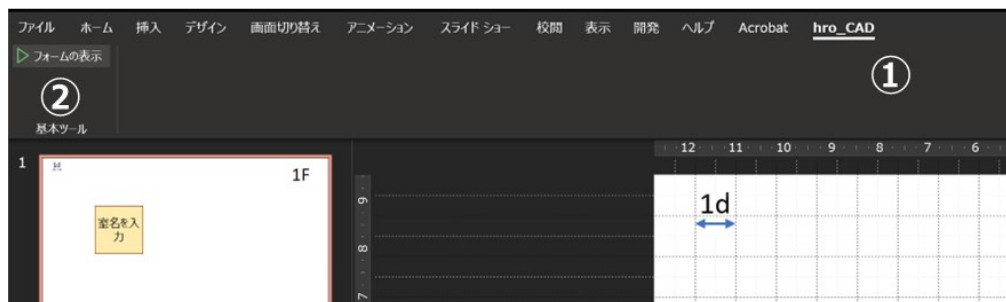 ファイル ホーム 挿入 デザイン 画面切り替え アニメーション スライド ショー 校閲 表示 開発 ヘルプ Acrobat hro_CAD
フォームの表示
①
②
基本ツール
12 11 10 9 8 7 6
1
1F
室名を入
力
9
8
7
1d